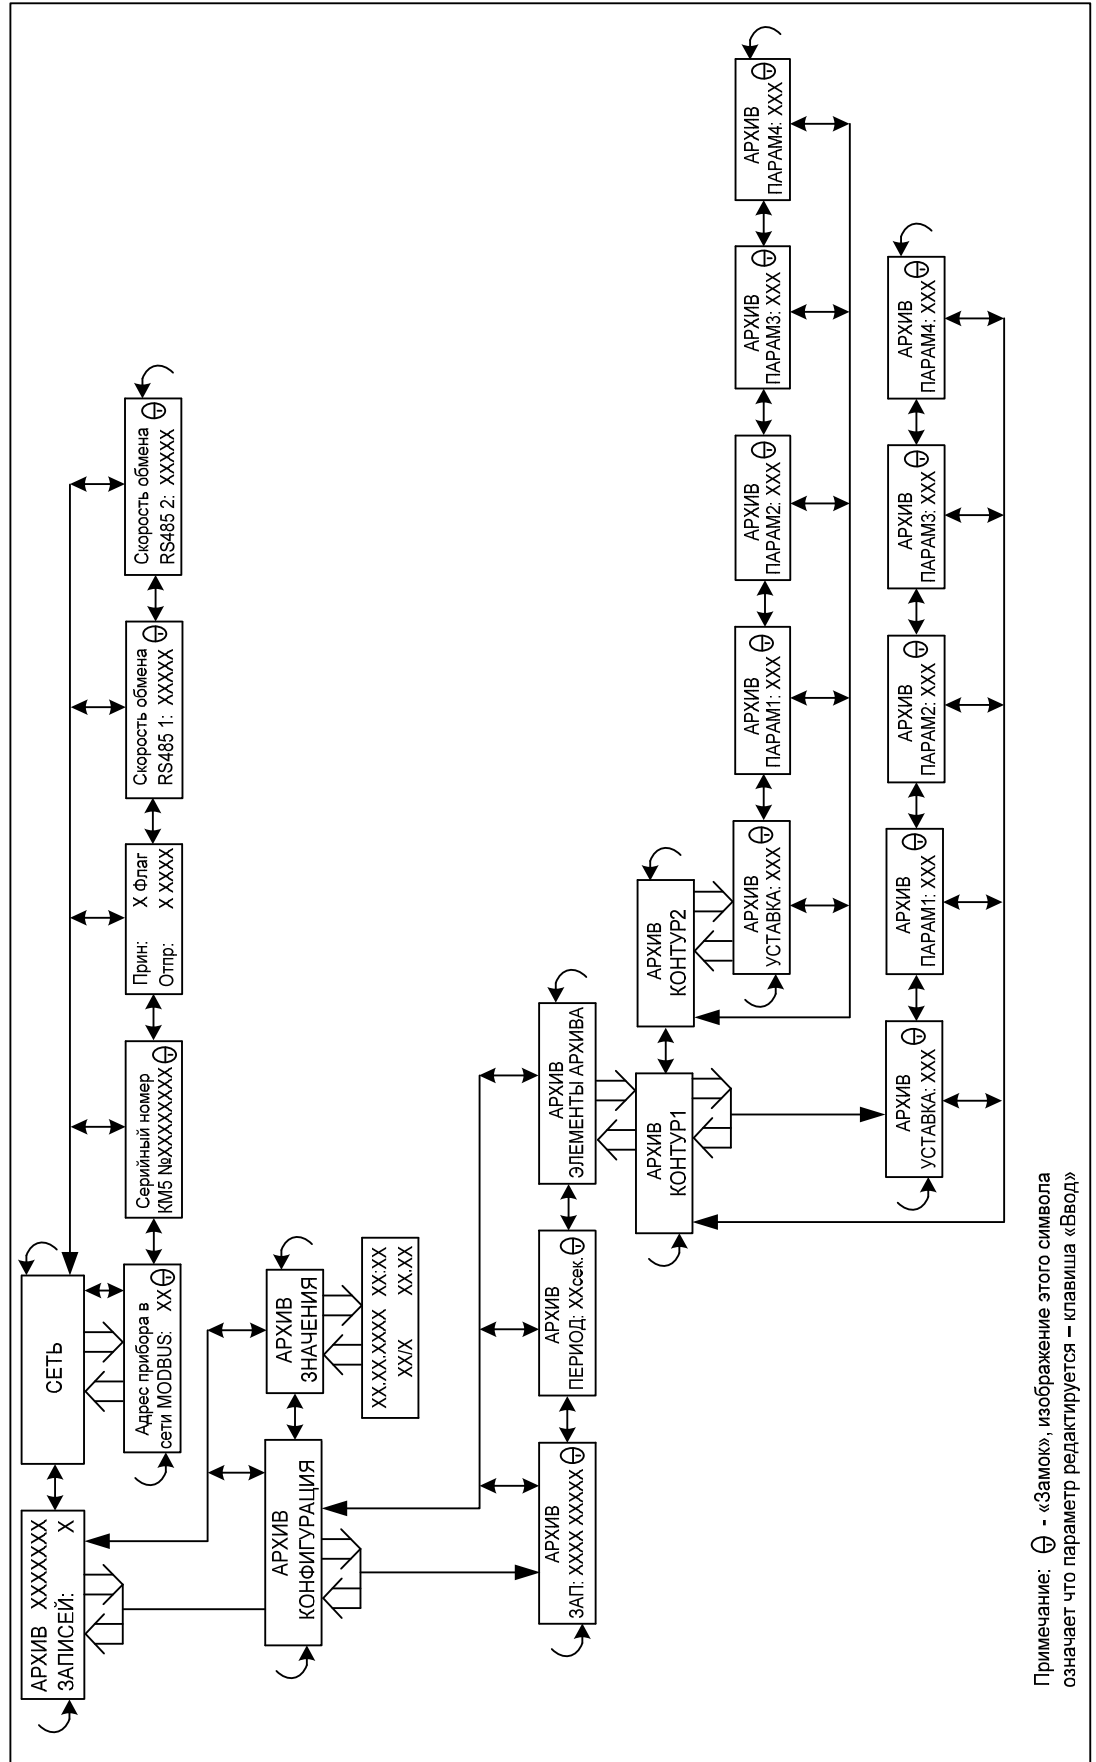 АРХИВ XXXXXXX
ЗАПИСЕЙ: X
СЕТЬ
Адрес прибора в
сети MODBUS: XX
Серийный номер
КМ5 №XXXXXXXX
Прин: X Флаг
Отпр: X XXXX
Скорость обмена
RS485 1: XXXXX
Скорость обмена
RS485 2: XXXXX
АРХИВ
КОНФИГУРАЦИЯ
АРХИВ
ЗНАЧЕНИЯ
XX.XX.XXXX XX:XX
XX/X XX.XX
АРХИВ
ЗАП: XXXX XXXXX
АРХИВ
ПЕРИОД: XXсек.
АРХИВ
ЭЛЕМЕНТЫ АРХИВА
АРХИВ
КОНТУР1
АРХИВ
КОНТУР2
АРХИВ
УСТАВКА: XXX
АРХИВ
ПАРАМ1: XXX
АРХИВ
ПАРАМ2: XXX
АРХИВ
ПАРАМ3: XXX
АРХИВ
ПАРАМ4: XXX
АРХИВ
УСТАВКА: XXX
АРХИВ
ПАРАМ1: XXX
АРХИВ
ПАРАМ2: XXX
АРХИВ
ПАРАМ3: XXX
АРХИВ
ПАРАМ4: XXX
Примечание: - «Замок», изображение этого символа
означает что параметр редактируется – клавиша «Ввод»